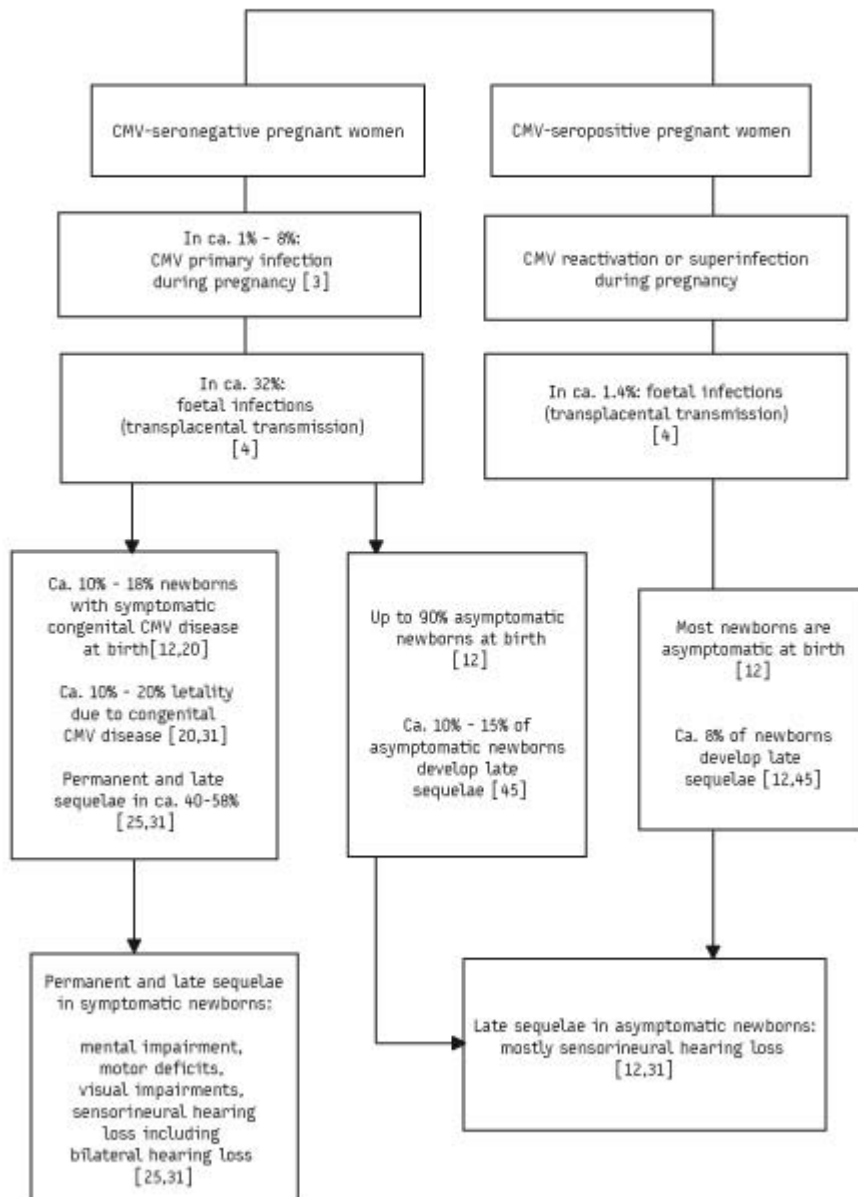 CMV-seronegative pregnant women
CMV-seropositive pregnant women
In ca. 1% - 8%:
CMV primary infection
during pregnancy [3]
CMV reactivation or superinfection
during pregnancy
In ca. 32%:
foetal infections
(transplacental transmission)
[4]
In ca. 1.4%: foetal infections
(transplacental transmission)
[4]
Ca. 10% - 18% newborns
with symptomatic
congenital CMV disease
at birth[12,20]
Ca. 10% - 20% letality
due to congenital
CMV disease [20,31]
Permanent and late
sequelae in ca. 40-58%
[25,31]
Up to 90% asymptomatic
newborns at birth
[12]
Ca. 10% - 15% of
asymptomatic newborns
develop late
sequelae [45]
Most newborns are
asymptomatic at birth
[12]
Ca. 8% of newborns
develop late
sequelae [12,45]
Permanent and late sequelae
in symptomatic newborns:
mental impairment,
motor deficits,
visual impairments,
sensorineural hearing
loss including
bilateral hearing loss
[25,31]
Late sequelae in asymptomatic newborns:
mostly sensorineural hearing loss
[12,31]